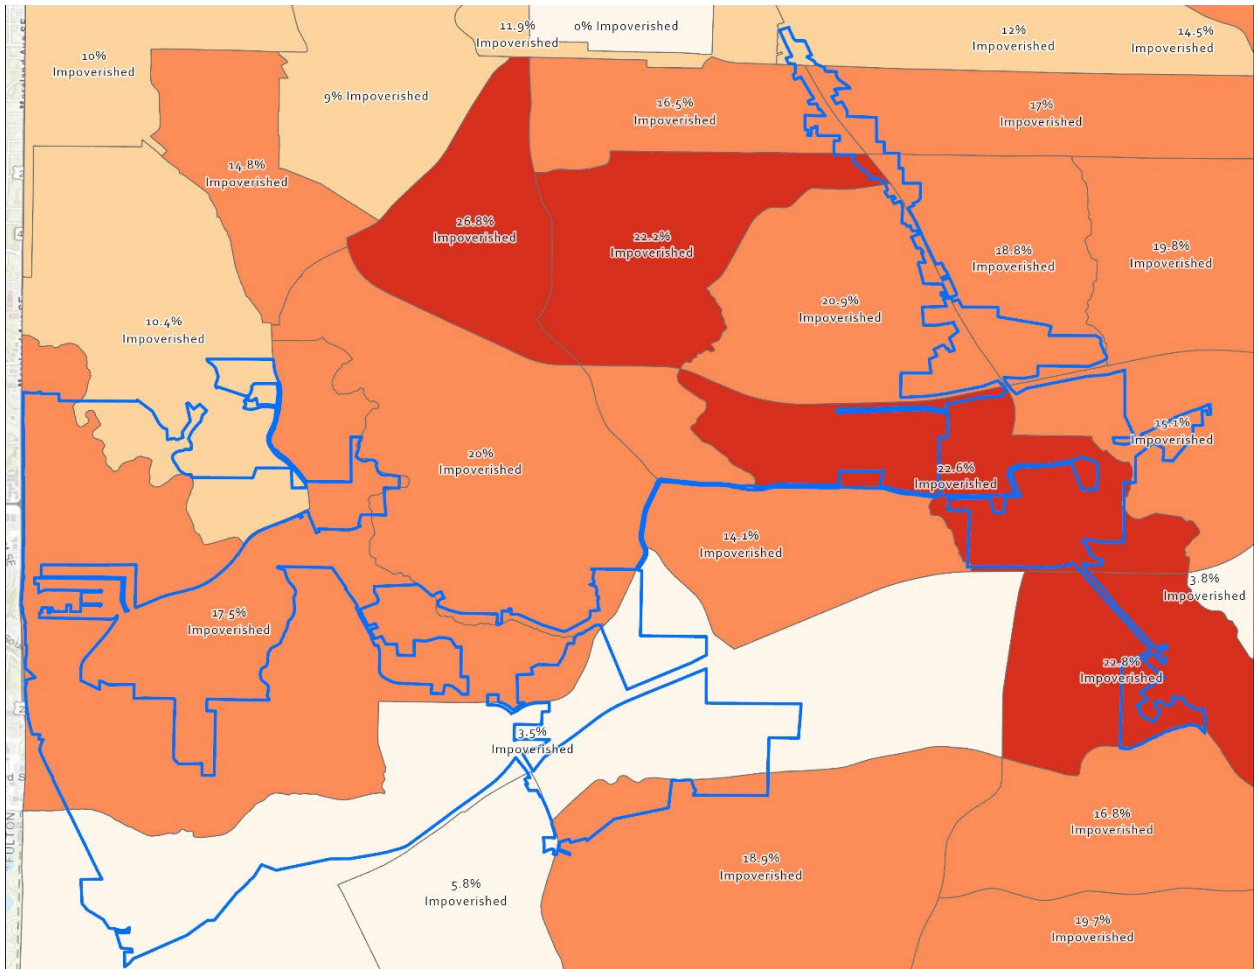 11.9%
Impoverished
0% Impoverished
12%
Impoverished
14.5%
Impoverished
10%
Impoverished
9% Impoverished
16.5%
Impoverished
17%
Impoverished
14.8%
Impoverished
26.8%
Impoverished
22.2%
Impoverished
18.8%
Impoverished
19.8%
Impoverished
20.9%
Impoverished
10.4%
Impoverished
15.1%
Impoverished
20%
Impoverished
22.6%
Impoverished
14.1%
Impoverished
3.8%
Impoverished
17.5%
Impoverished
22.8%
Impoverished
3.5%
Impoverished
16.8%
Impoverished
18.9%
Impoverished
5.8%
Impoverished
19.7%
Impoverished
FULTON